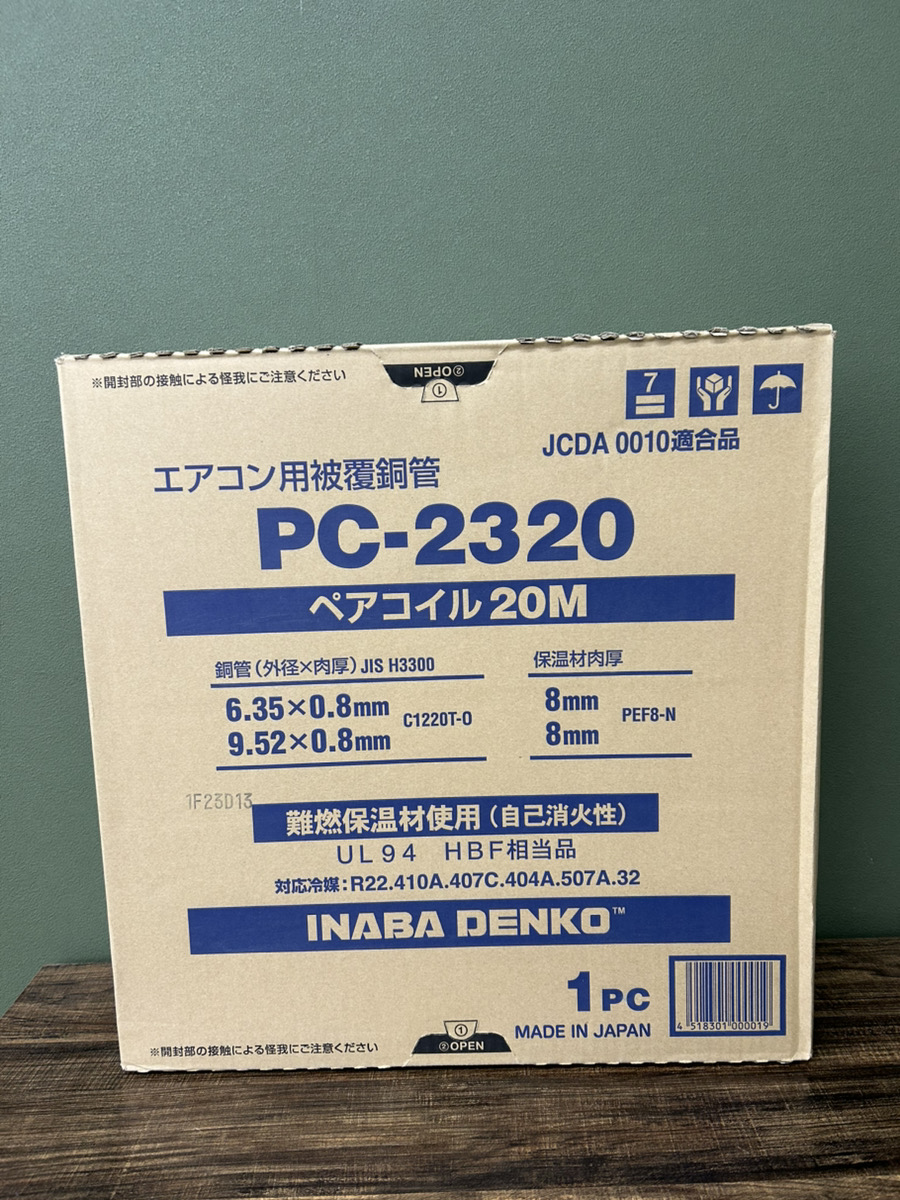 ※開封部の接触による怪我にご注意ください
②OPEN
①
7
JCDA 0010適合品
エアコン用被覆銅管
PC-2320
ペアコイル 20M
銅管(外径×肉厚)JIS H3300
6.35×0.8mm
9.52×0.8mm
C1220T-O
保温材肉厚
8mm
8mm
PEF8-N
1F23D13
難燃保温材使用(自己消火性)
UL94 HBF相当品
対応冷媒:R22.410A.407C.404A.507A.32
INABA DENKO™
1PC
MADE IN JAPAN
4 518301 000019
※開封部の接触による怪我にご注意ください
①
②OPEN